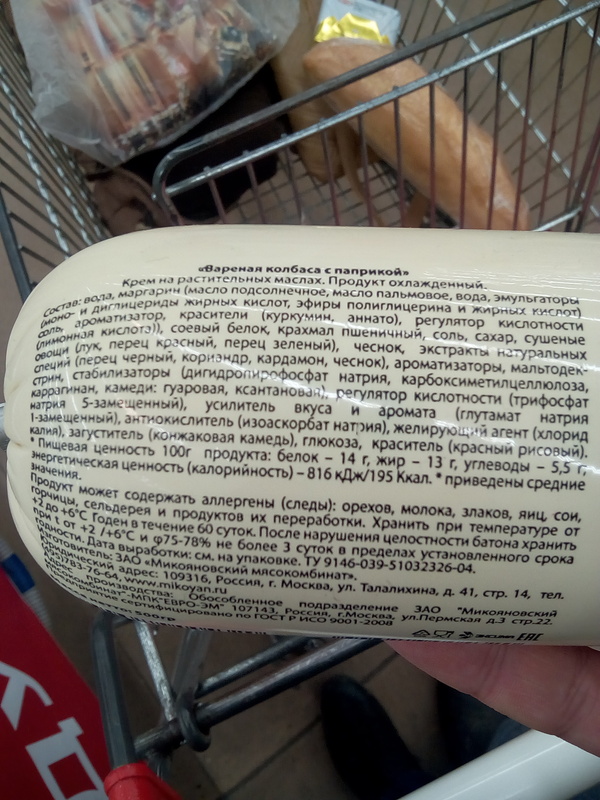 «Вареная колбаса с паприкой»
Крем на растительных маслах. Продукт охлажденный.
Состав: вода, маргарин (масло подсолнечное, масло пальмовое, вода, эмульгаторы
(моно- и диглицериды жирных кислот, эфиры полиглицерина и жирных кислот)
соль, ароматизатор, красители (куркумин, аннато), регулятор кислотности
(лимонная кислота)), соевый белок, крахмал пшеничный, соль, сахар, сушеные
овощи (лук, перец красный, перец зеленый), чеснок, экстракты натуральных
специй (перец черный, кориандр, кардамон, чеснок), ароматизаторы, мальтодек-
стрин, стабилизаторы (дигидропирофосфат натрия, карбоксиметилцеллюлоза,
каррагинан, камеди: гуаровая, ксантановая), регулятор кислотности (трифосфат
натрия 5-замещенный), усилитель вкуса и аромата (глутамат натрия
1-замещенный), антиокислитель (изоаскорбат натрия), желирующий агент (хлорид
калия), загуститель (конжаковая камедь), глюкоза, краситель (красный рисовый).
* Пищевая ценность 100г продукта: белок – 14 г, жир – 13 г, углеводы – 5,5 г,
энергетическая ценность (калорийность) – 816 кДж/195 Ккал. * приведены средние
значения.
Продукт может содержать аллергены (следы): орехов, молока, злаков, яиц, сои,
горчицы, сельдерея и продуктов их переработки. Хранить при температуре от
+2 до +6°С Годен в течение 60 суток. После нарушения целостности батона хранить
при t от +2 /+6°С и φ75-78% не более 3 суток в пределах установленного срока
годности. Дата выработки: см. на упаковке. ТУ 9146-039-51032326-04.
Изготовитель: ЗАО «Микояновский мясокомбинат».
Юридический адрес: 109316, Россия, г. Москва, ул. Талалихина, д. 41, стр. 14, тел.
783-76-64, www.mikoyan.ru
производства: Обособленное подразделение ЗАО "Микояновский
мясокомбинат"-МПК"ЕВРО-ЭМ" 107143, Россия, г.Москва, ул.Пермская д.3 стр.22.
сертифицировано по ГОСТ Р ИСО 9001-2008
ЕАС